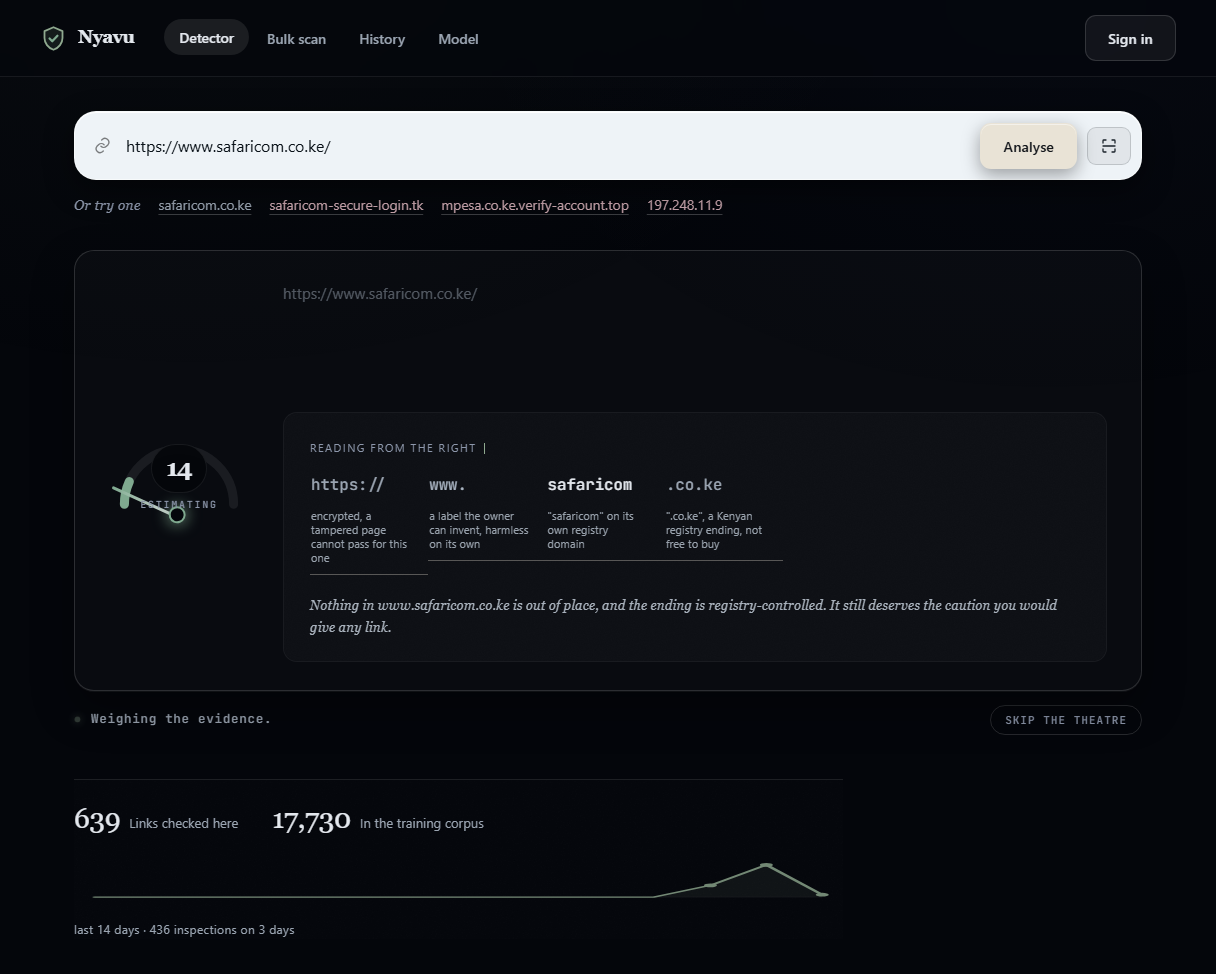 Nyavu
Detector
Bulk scan
History
Model
Sign in
https://www.safaricom.co.ke/
Analyse
Or try one safaricom.co.ke safaricom-secure-login.tk mpesa.co.ke.verify-account.top 197.248.11.9
https://www.safaricom.co.ke/
14
ESTIMATING
READING FROM THE RIGHT
https:// www. safaricom .co.ke
encrypted, a
tampered page
cannot pass for this
one
a label the owner
can invent, harmless
on its own
"safaricom" on its
own registry
domain
".co.ke", a Kenyan
registry ending, not
free to buy
Nothing in www.safaricom.co.ke is out of place, and the ending is registry-controlled. It still deserves the caution you would
give any link.
Weighing the evidence.
SKIP THE THEATRE
639 Links checked here
17,730 In the training corpus
last 14 days · 436 inspections on 3 days